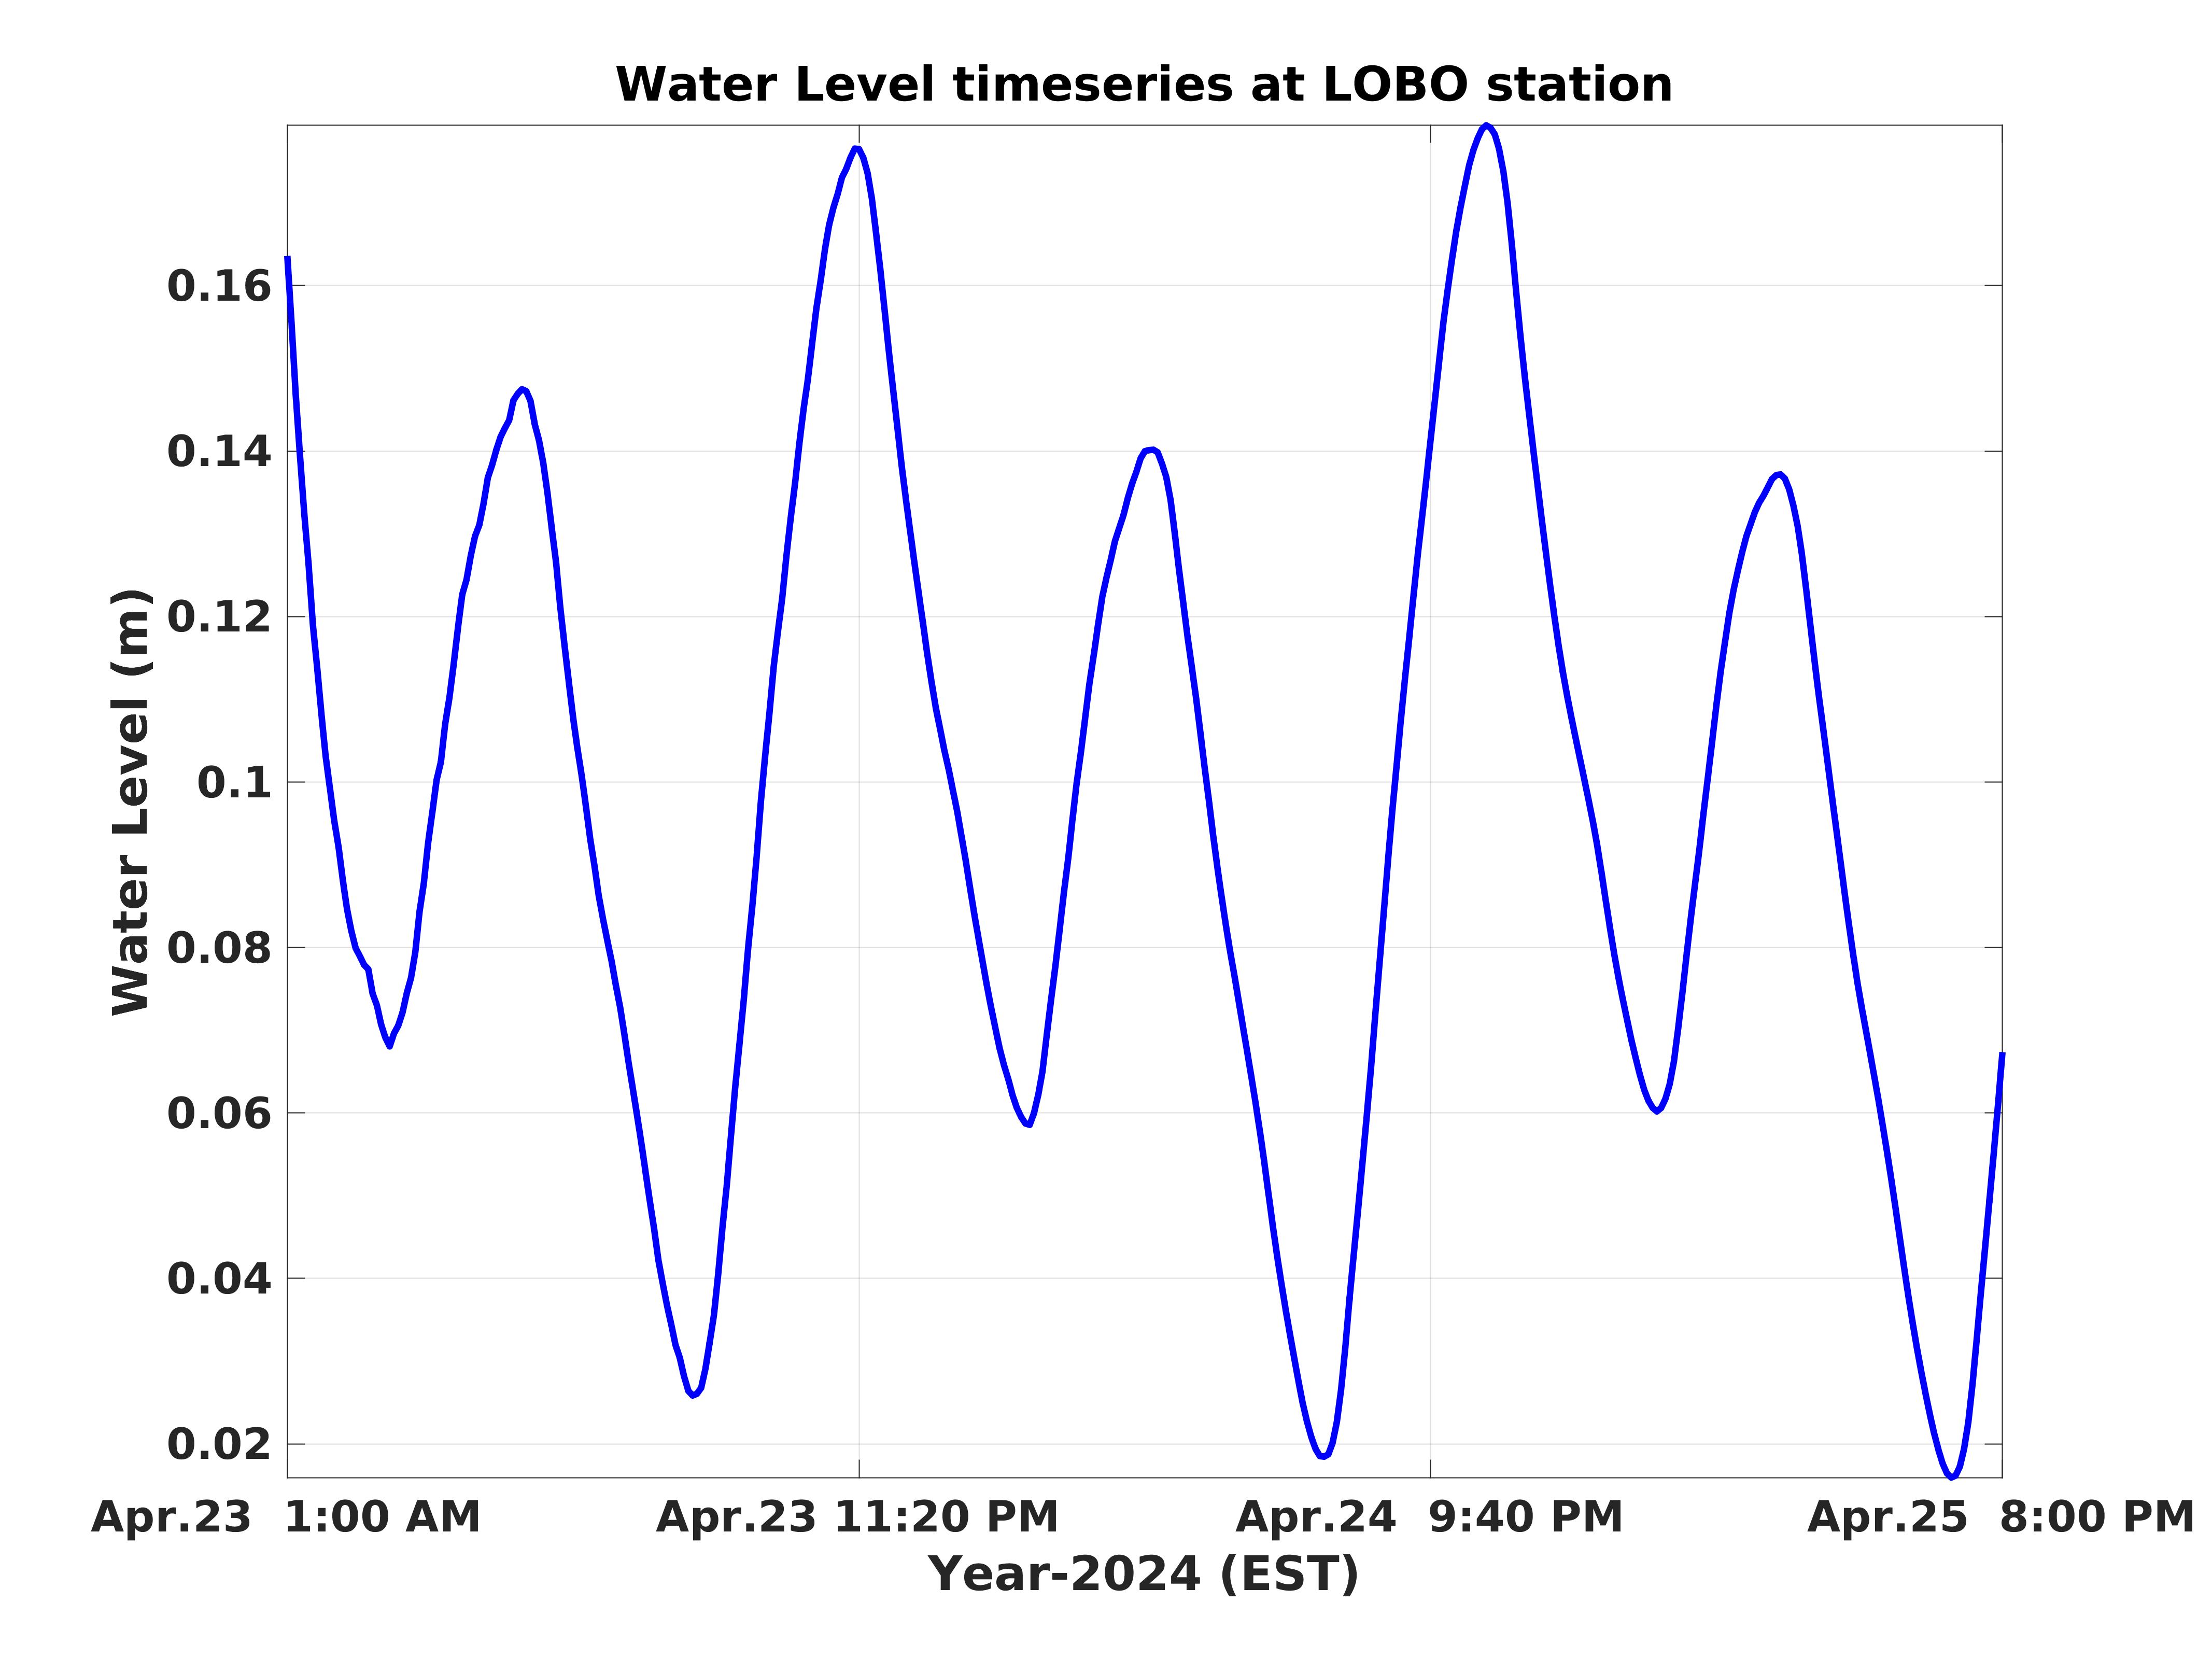 Water Level timeseries at LOBO station
0.16
0.14
0.12
0.1
0.08
0.06
0.04
0.02
Water Level (m)
Apr.23  1:00 AM
Apr.23 11:20 PM
Apr.24  9:40 PM
Apr.25  8:00 PM
Year-2024 (EST)